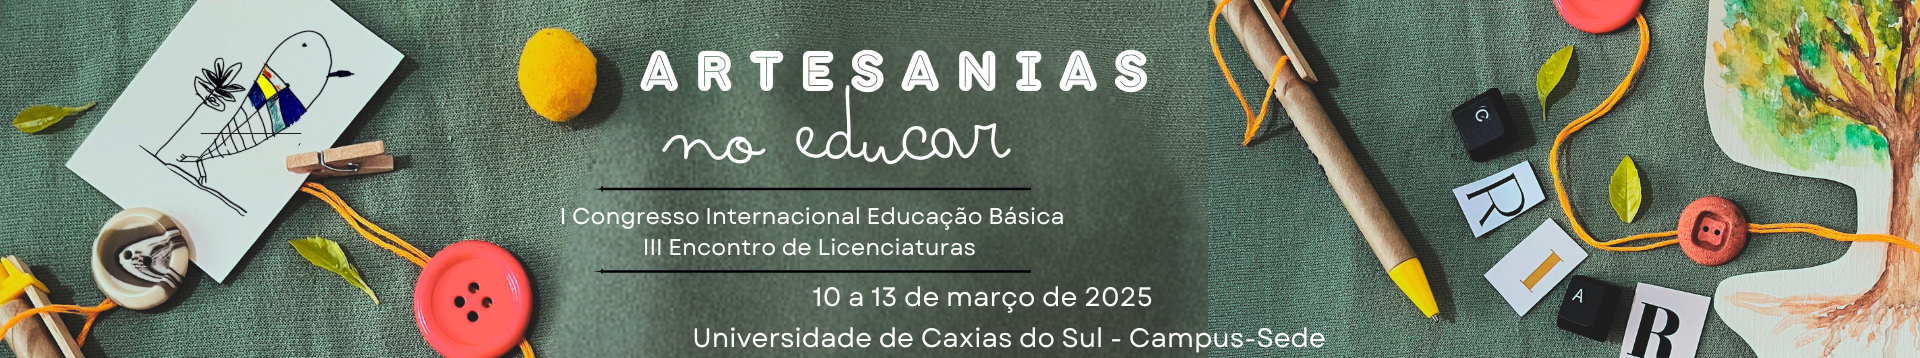 ARTESANIAS
no educar
I Congresso Internacional Educação Básica
III Encontro de Licenciaturas
10 a 13 de março de 2025
Universidade de Caxias do Sul - Campus-Sede
C
R
I
A
R